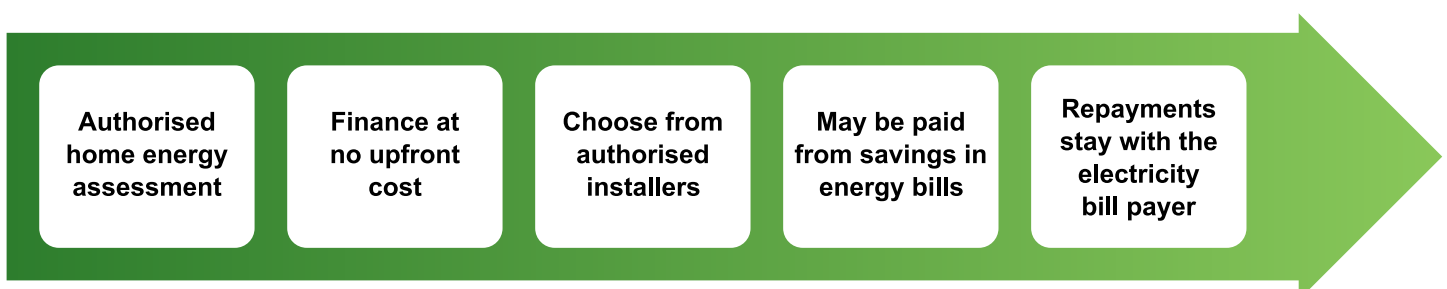 Authorised
home energy
assessment
Finance at
no upfront
cost
Choose from
authorised
installers
May be paid
from savings in
energy bills
Repayments
stay with the
electricity
bill payer